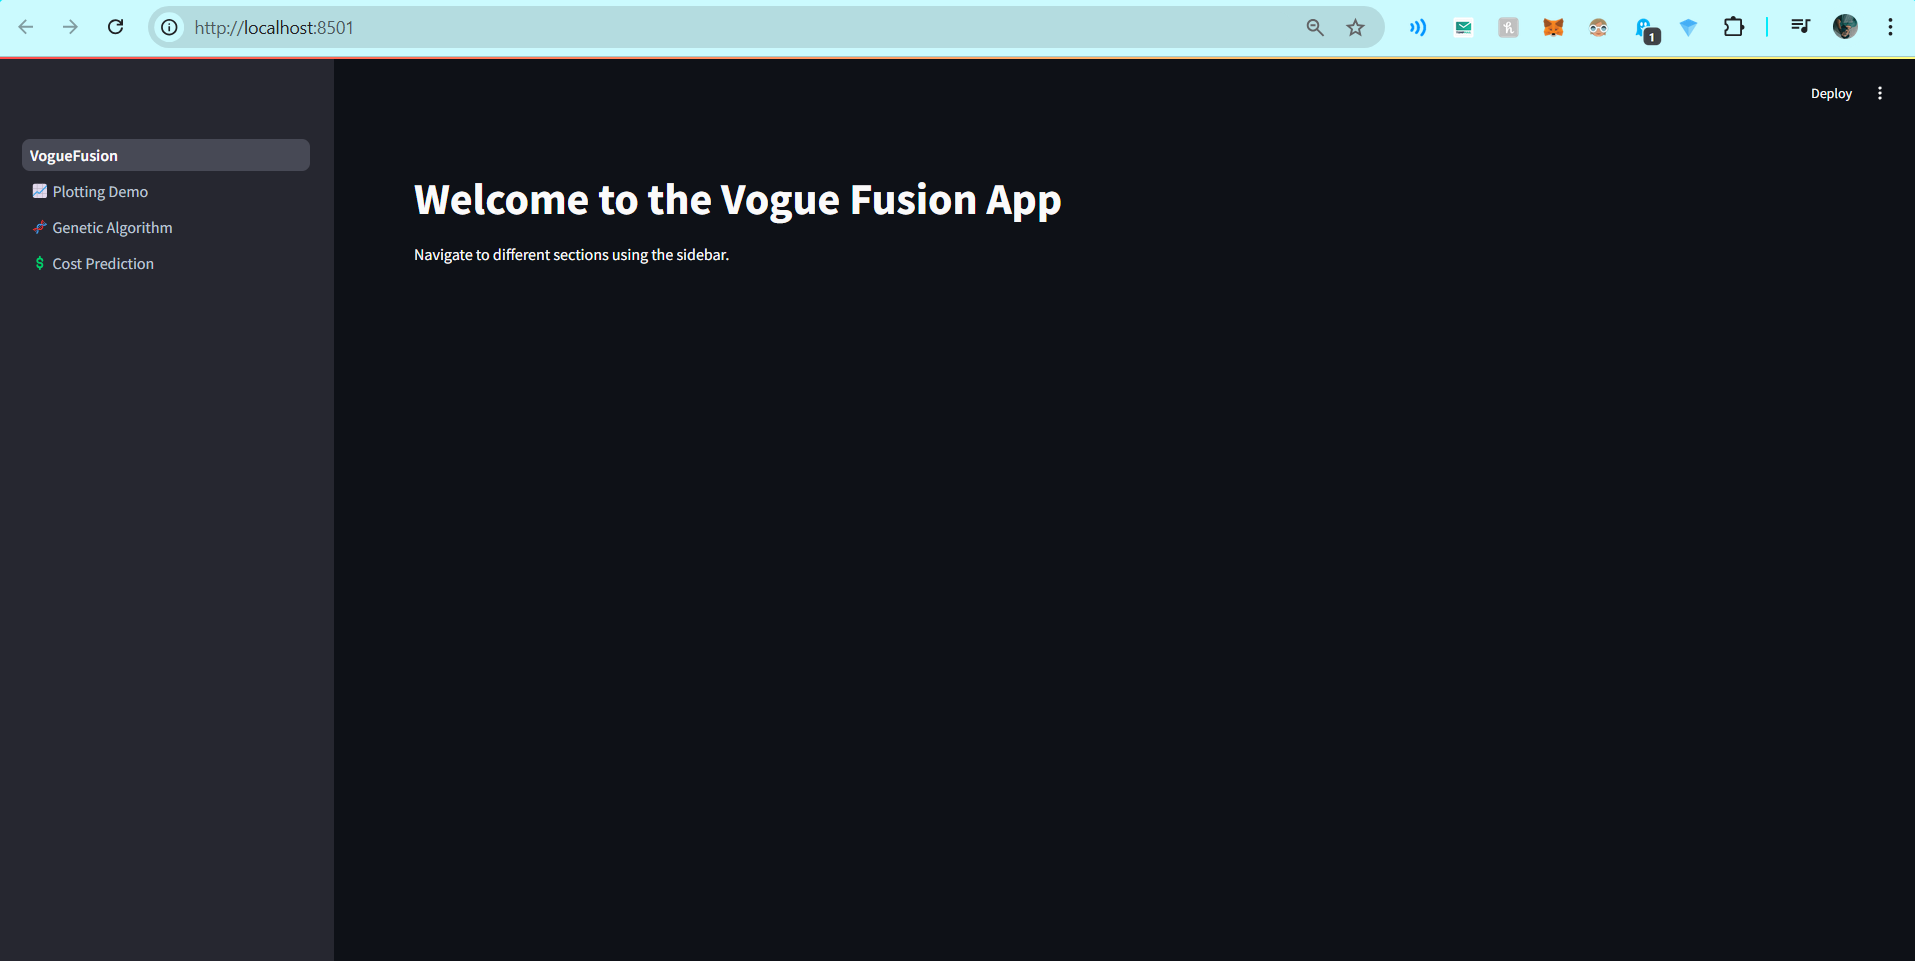 http://localhost:8501
1
Deploy
VogueFusion
Plotting Demo
Genetic Algorithm
Cost Prediction
Welcome to the Vogue Fusion App
Navigate to different sections using the sidebar.